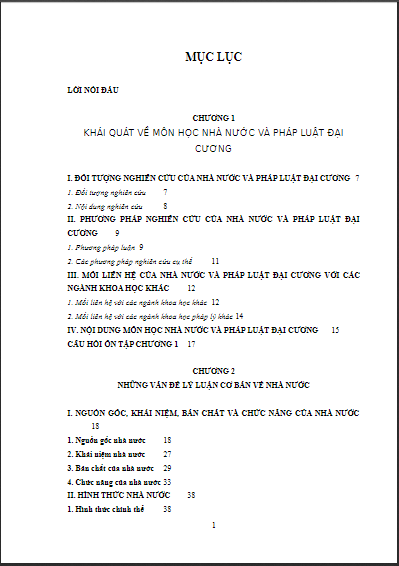 MỤC LỤC
LỜI NÓI ĐẦU
CHƯƠNG 1
KHÁI QUÁT VỀ MÔN HỌC NHÀ NƯỚC VÀ PHÁP LUẬT ĐẠI
CƯƠNG
I. ĐỐI TƯỢNG NGHIÊN CỨU CỦA NHÀ NƯỚC VÀ PHÁP LUẬT ĐẠI CƯƠNG 7
1. Đối tượng nghiên cứu 7
2. Nội dung nghiên cứu 8
II. PHƯƠNG PHÁP NGHIÊN CỨU CỦA NHÀ NƯỚC VÀ PHÁP LUẬT ĐẠI
CƯƠNG 9
1. Phương pháp luận 9
2. Các phương pháp nghiên cứu cụ thể 11
III. MỐI LIÊN HỆ CỦA NHÀ NƯỚC VÀ PHÁP LUẬT ĐẠI CƯƠNG VỚI CÁC
NGÀNH KHOA HỌC KHÁC 12
1. Mối liên hệ với các ngành khoa học khác 12
2. Mối liên hệ với các ngành khoa học pháp lý khác 14
IV. NỘI DUNG MÔN HỌC NHÀ NƯỚC VÀ PHÁP LUẬT ĐẠI CƯƠNG 15
CÂU HỎI ÔN TẬP CHƯƠNG 1 17
CHƯƠNG 2
NHỮNG VẤN ĐỀ LÝ LUẬN CƠ BẢN VỀ NHÀ NƯỚC
I. NGUỒN GỐC, KHÁI NIỆM, BẢN CHẤT VÀ CHỨC NĂNG CỦA NHÀ NƯỚC
18
1. Nguồn gốc nhà nước 18
2. Khái niệm nhà nước 27
3. Bản chất của nhà nước 29
4. Chức năng của nhà nước 33
II. HÌNH THỨC NHÀ NƯỚC 38
1. Hình thức chính thể 38
1